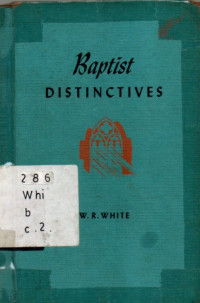 Baptist
DISTINCTIVES
286
Whi
b
c.2.
W. R. WHITE